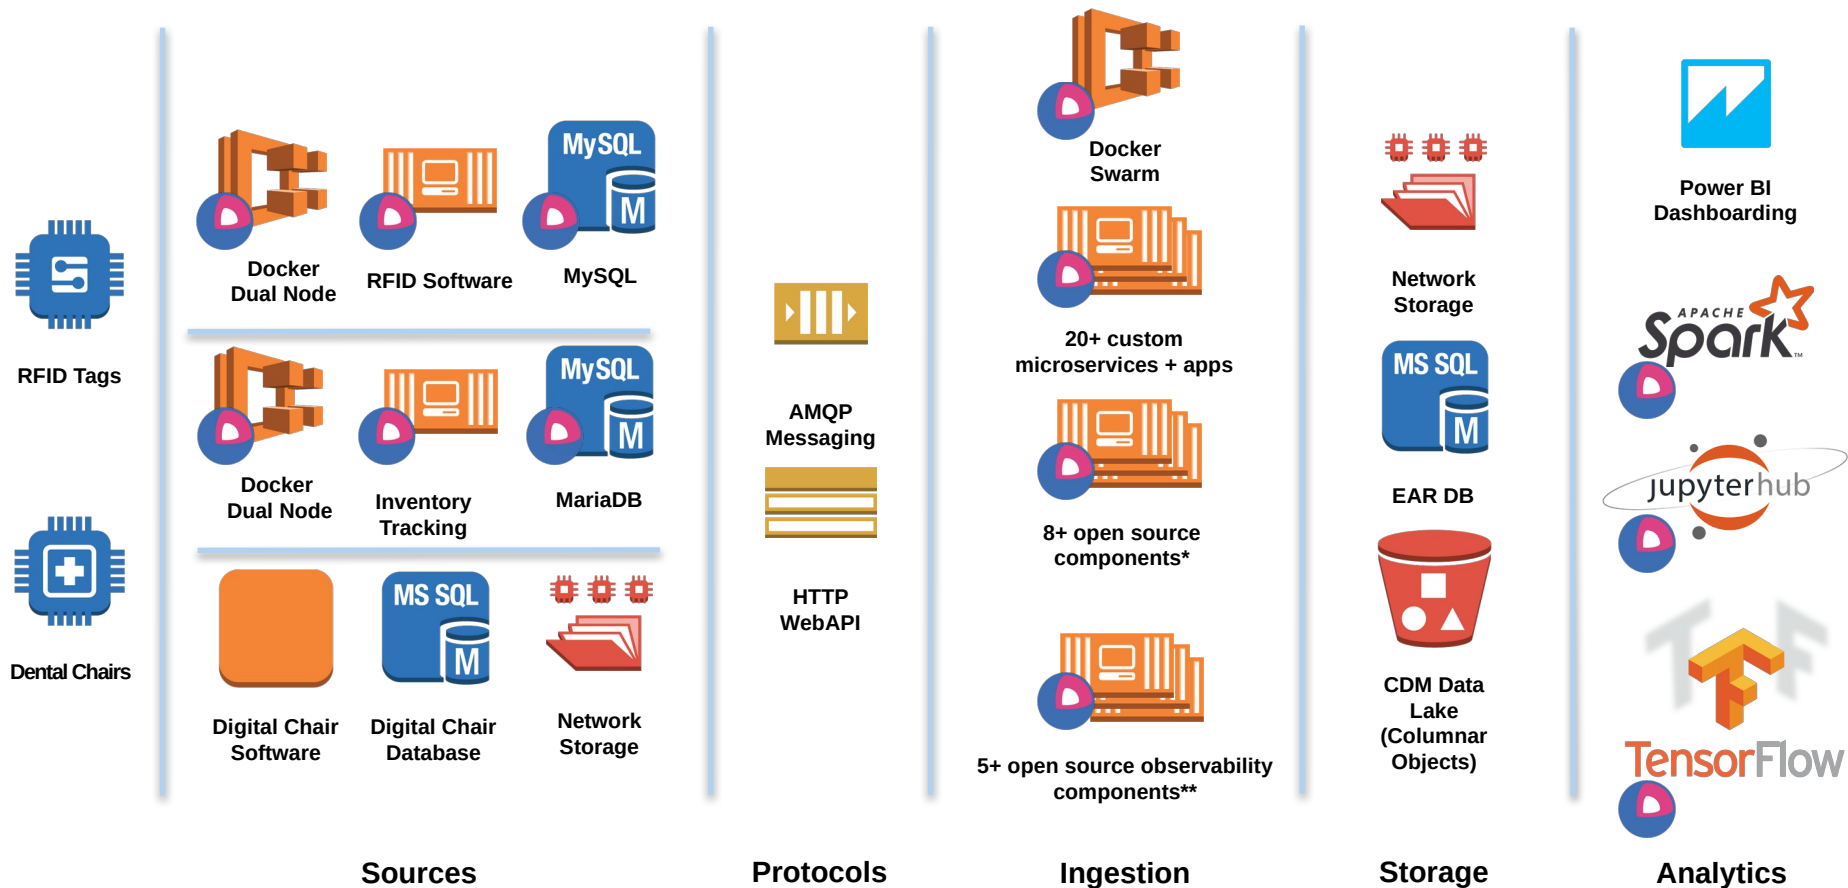 RFID Tags
Dental Chairs
MySQL
M
Docker
Dual Node
RFID Software
MySQL
MySQL
M
Docker
Dual Node
Inventory
Tracking
MariaDB
MS SQL
M
Digital Chair
Software
Digital Chair
Database
Network
Storage
Sources
AMQP
Messaging
HTTP
WebAPI
Protocols
Docker
Swarm
20+ custom
microservices + apps
8+ open source
components*
5+ open source observability
components**
Ingestion
Network
Storage
MS SQL
M
EAR DB
CDM Data
Lake
(Columnar
Objects)
Storage
Power BI
Dashboarding
APACHE
Spark™
jupyterhub
TF
TensorFlow
Analytics